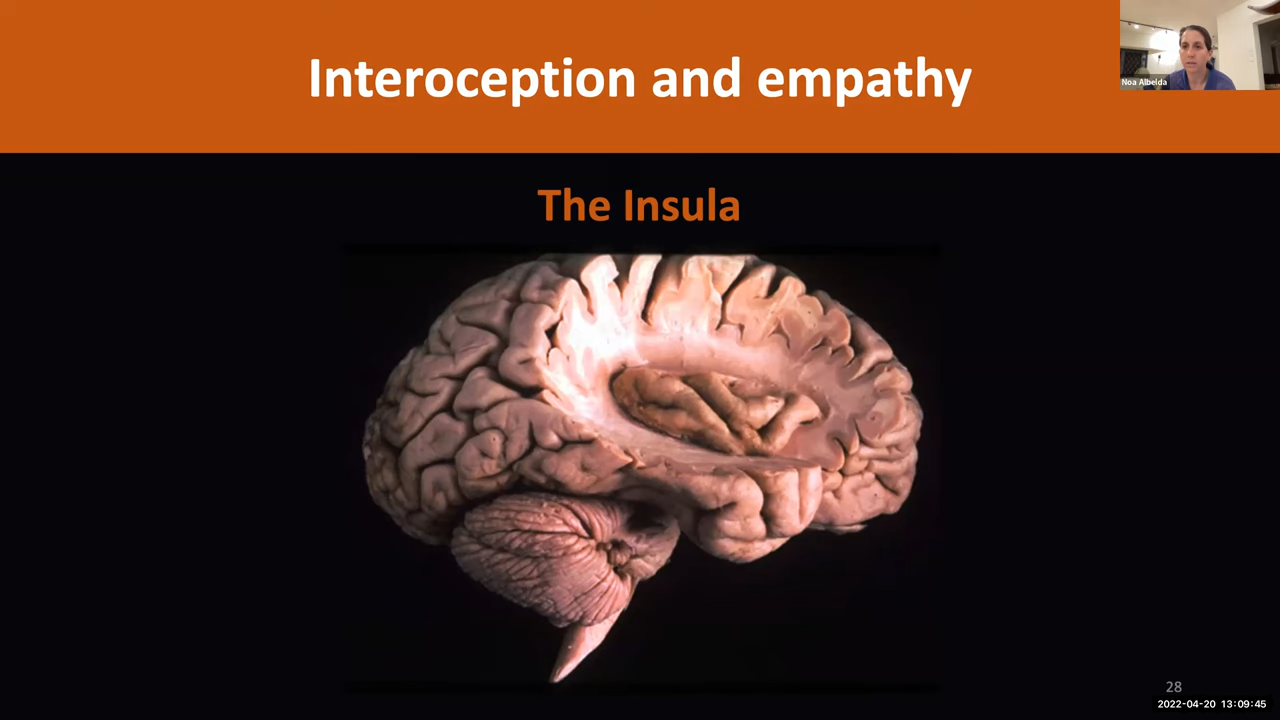 Interoception and empathy
Noa Albelda
The Insula
28
2022-04-20 13:09:45